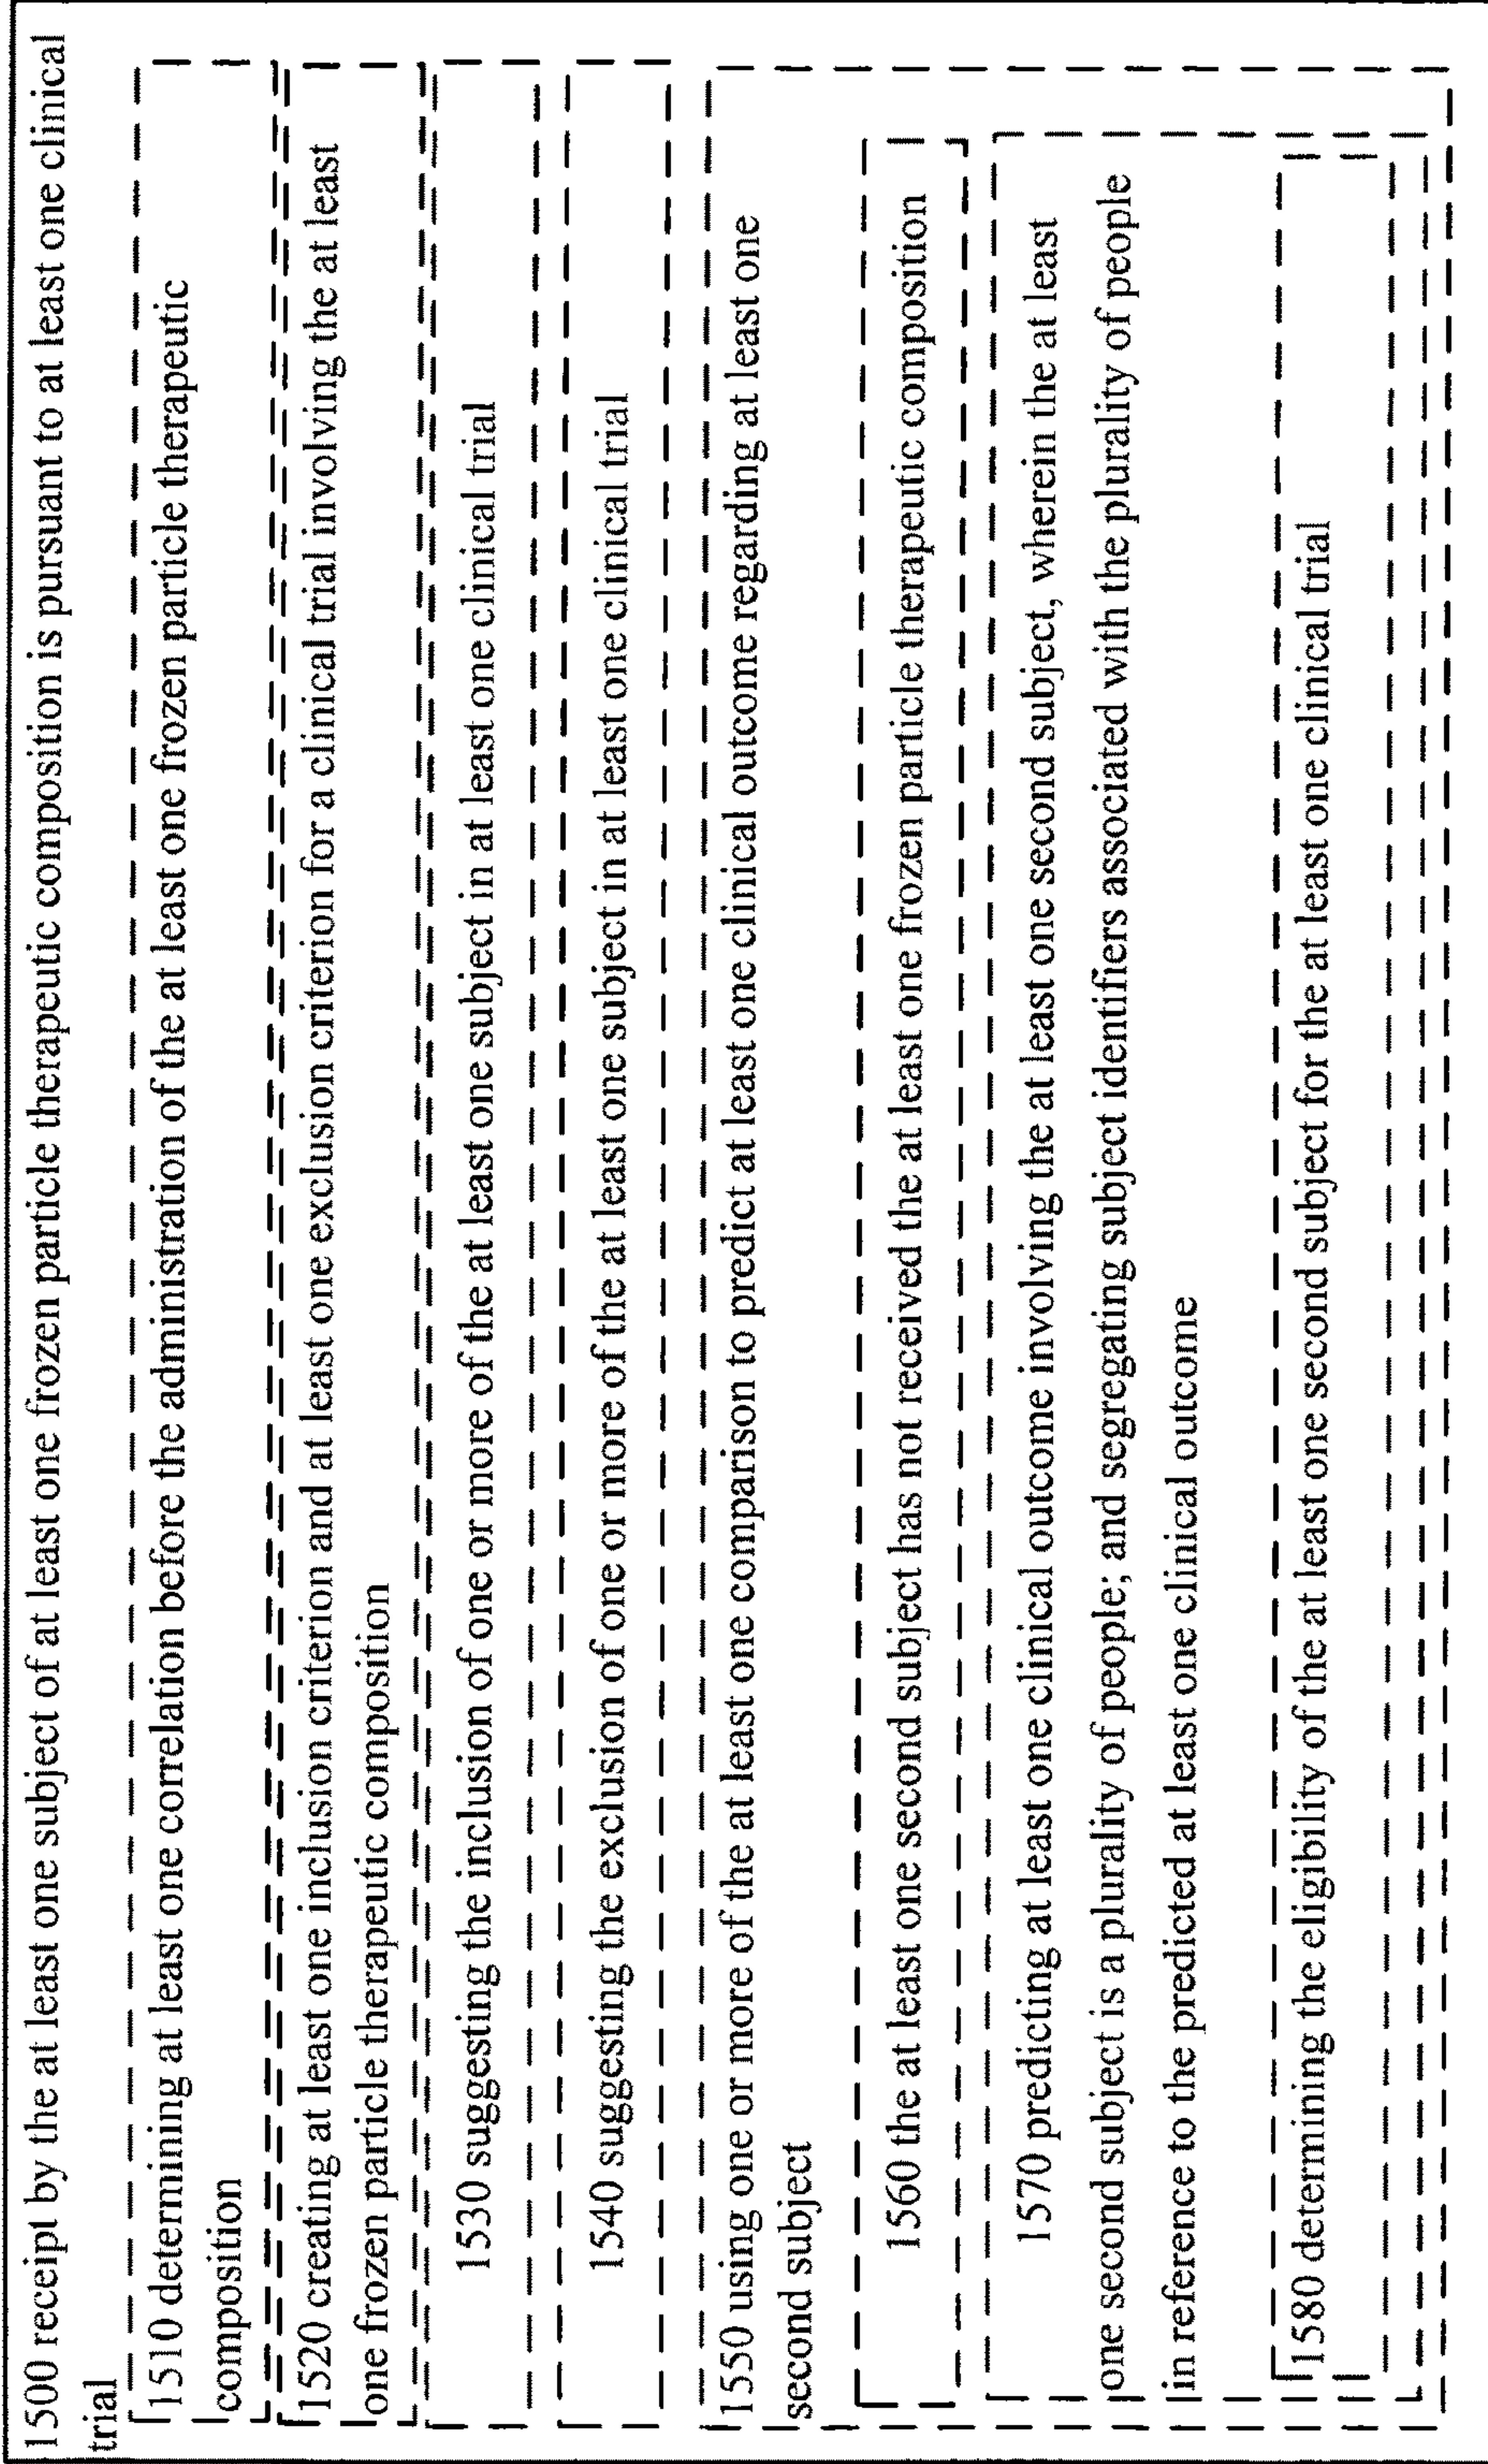 1500 receipt by the at least one subject of at least one frozen particle therapeutic composition is pursuant to at least one clinical
trial
1510 determining at least one correlation before the administration of the at least one frozen particle therapeutic
composition
1520 creating at least one inclusion criterion and at least one exclusion criterion for a clinical trial involving the at least
one frozen particle therapeutic composition
1530 suggesting the inclusion of one or more of the at least one subject in at least one clinical trial
1540 suggesting the exclusion of one or more of the at least one subject in at least one clinical trial
1550 using one or more of the at least one comparison to predict at least one clinical outcome regarding at least one
second subject
1560 the at least one second subject has not received the at least one frozen particle therapeutic composition
1570 predicting at least one clinical outcome involving the at least one second subject, wherein the at least
one second subject is a plurality of people; and segregating subject identifiers associated with the plurality of people
in reference to the predicted at least one clinical outcome
1580 determining the eligibility of the at least one second subject for the at least one clinical trial